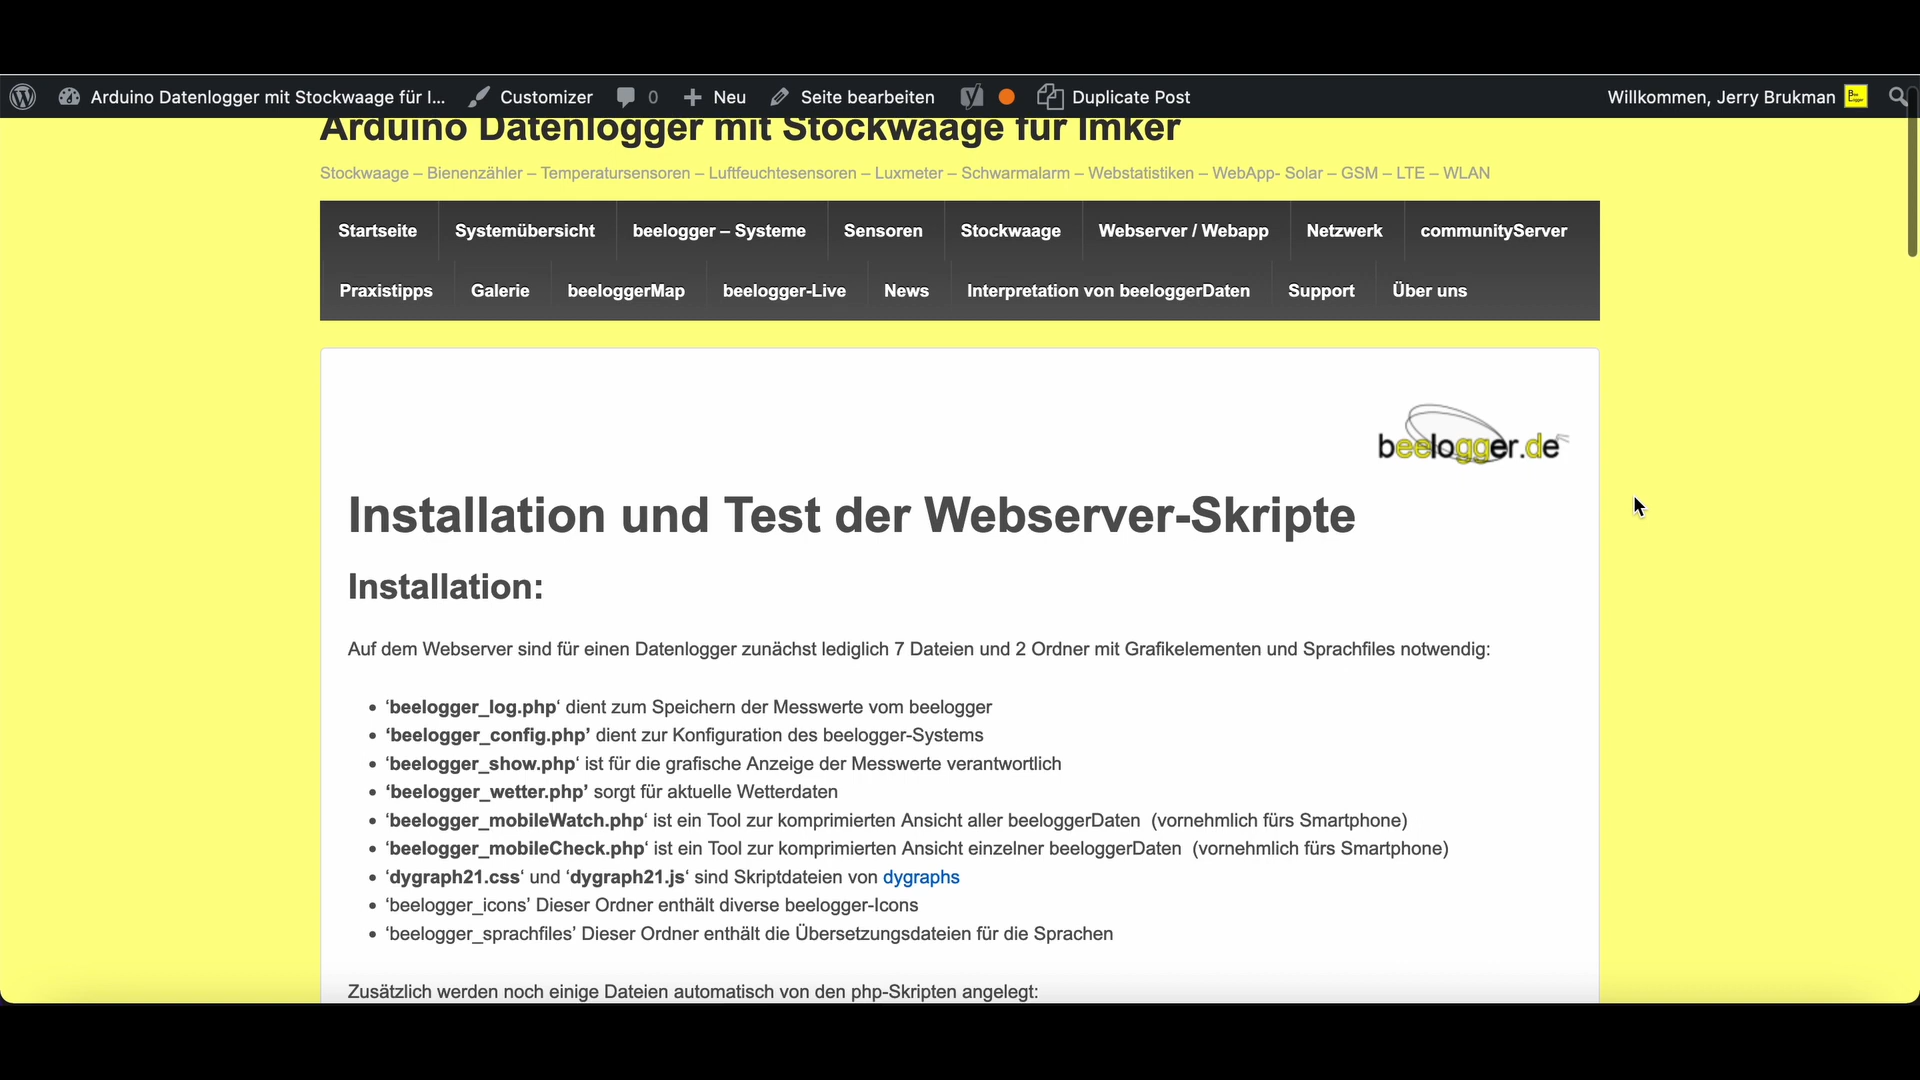 Arduino Datenlogger mit Stockwaage für I... Customizer 0 Neu Seite bearbeiten Duplicate Post Willkommen, Jerry Brukman
Arduino Datenlogger mit Stockwaage für Imker
Stockwaage – Bienenzähler – Temperatursensoren – Luftfeuchtesensoren – Luxmeter – Schwarmalarm – Webstatistiken – WebApp- Solar – GSM – LTE – WLAN
Startseite Systemübersicht beelogger – Systeme Sensoren Stockwaage Webserver / Webapp Netzwerk communityServer
Praxistipps Galerie beeloggerMap beelogger-Live News Interpretation von beeloggerDaten Support Über uns
beelogger.de
Installation und Test der Webserver-Skripte
Installation:
Auf dem Webserver sind für einen Datenlogger zunächst lediglich 7 Dateien und 2 Ordner mit Grafikelementen und Sprachfiles notwendig:
• ‘beelogger_log.php‘ dient zum Speichern der Messwerte vom beelogger
• ‘beelogger_config.php’ dient zur Konfiguration des beelogger-Systems
• ‘beelogger_show.php‘ ist für die grafische Anzeige der Messwerte verantwortlich
• ‘beelogger_wetter.php’ sorgt für aktuelle Wetterdaten
• ‘beelogger_mobileWatch.php‘ ist ein Tool zur komprimierten Ansicht aller beeloggerDaten (vornehmlich fürs Smartphone)
• ‘beelogger_mobileCheck.php‘ ist ein Tool zur komprimierten Ansicht einzelner beeloggerDaten (vornehmlich fürs Smartphone)
• ‘dygraph21.css‘ und ‘dygraph21.js‘ sind Skriptdateien von dygraphs
• ‘beelogger_icons’ Dieser Ordner enthält diverse beelogger-Icons
• ‘beelogger_sprachfiles’ Dieser Ordner enthält die Übersetzungsdateien für die Sprachen
Zusätzlich werden noch einige Dateien automatisch von den php-Skripten angelegt: